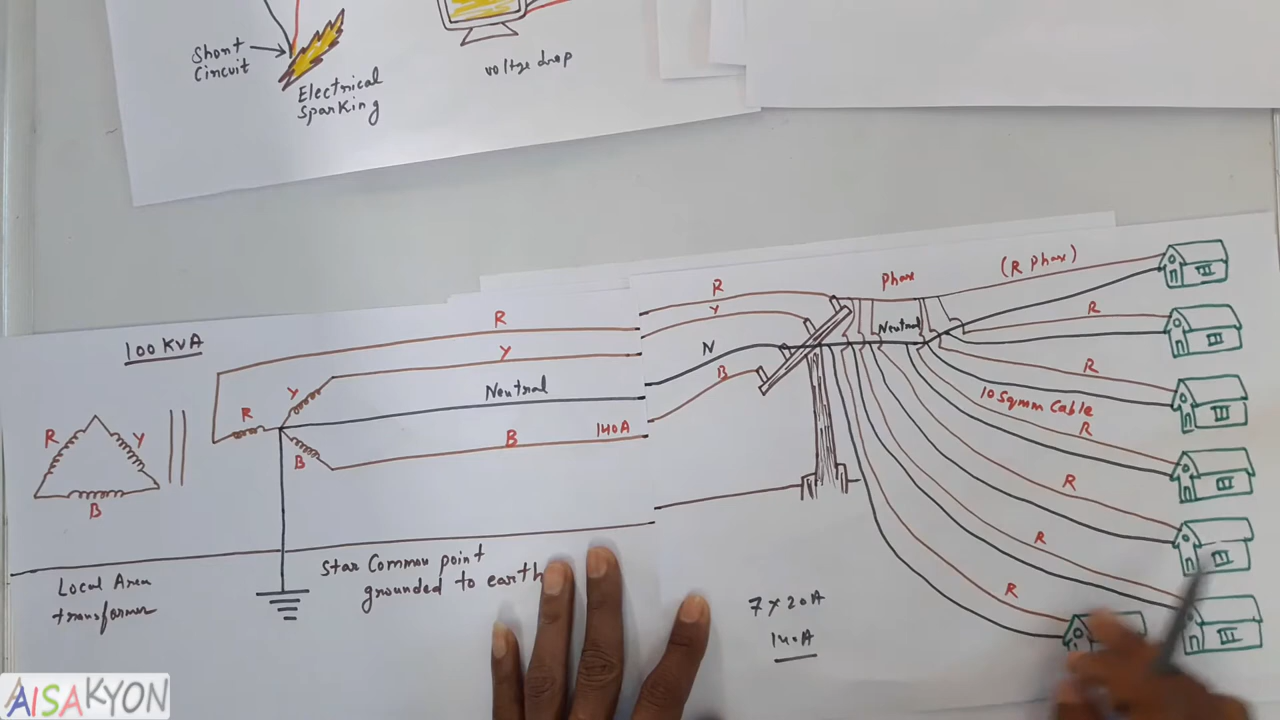 Short
Circuit
Electrical
Sparking
voltage drop
100 KVA
R
Y
B
R
Y
B
R
Y
Neutral
B
140A
Local Area
transformer
Star Common point
grounded to earth
R
Y
N
B
Phase
(R Phase)
Neutral
R
R
10 Sqmm Cable
R
R
R
R
7 x 20A
140A
AISAKYON